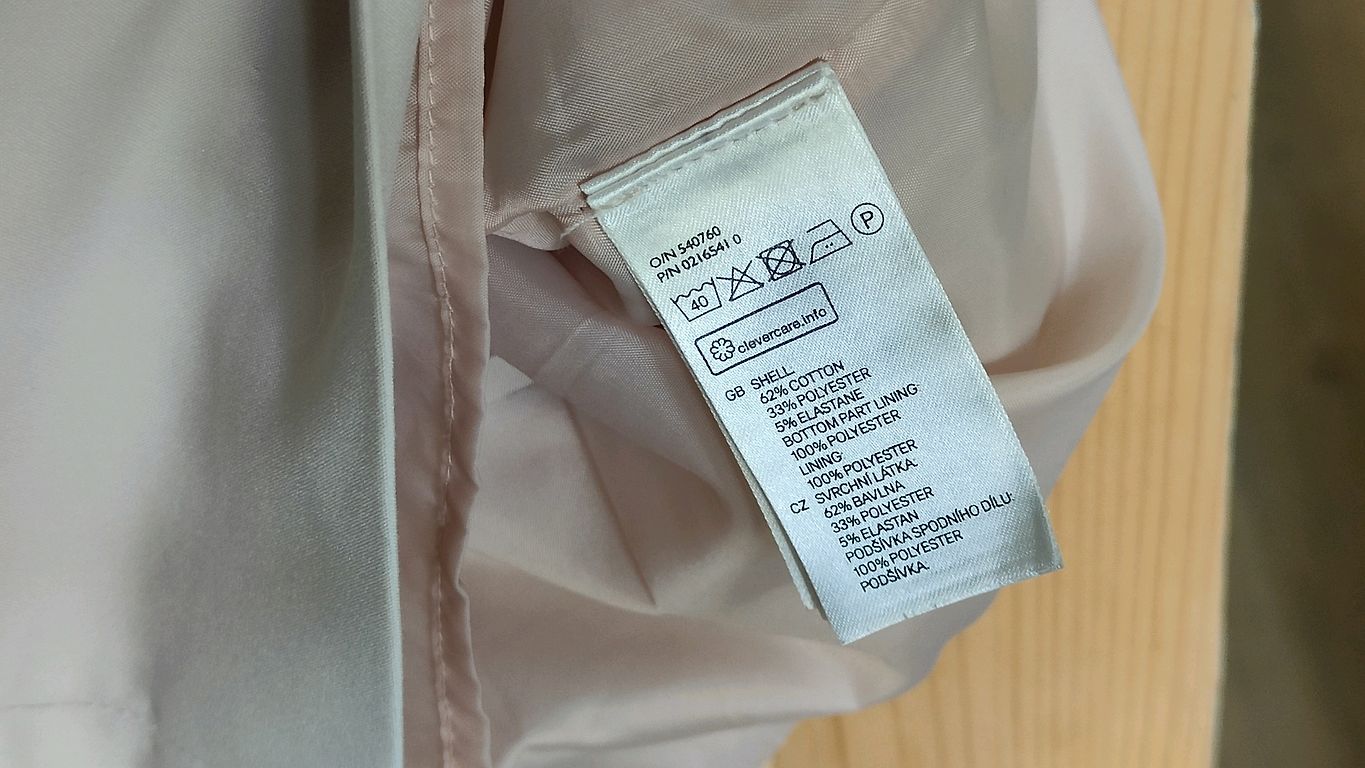 O/N 540760
P/N 0216541 0
40
P
clevercare.info
GB SHELL
62% COTTON
33% POLYESTER
5% ELASTANE
BOTTOM PART LINING:
100% POLYESTER
LINING:
100% POLYESTER
CZ SVRCHNÍ LÁTKA:
62% BAVLNA
33% POLYESTER
5% ELASTAN
PODŠÍVKA SPODNÍHO DÍLU:
100% POLYESTER
PODŠÍVKA: